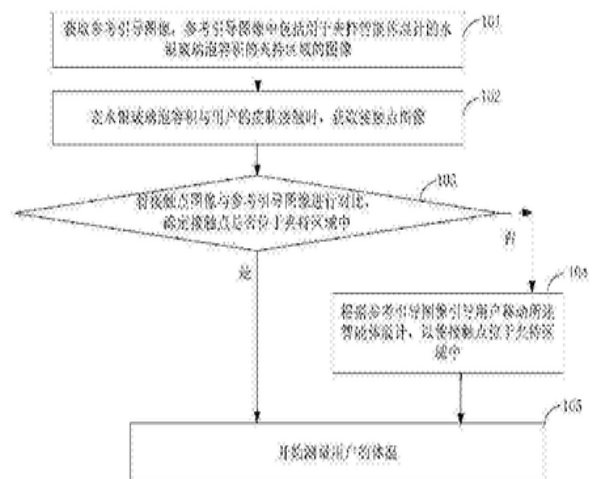 获取参考引导图像，参考引导图像中包括用于夹持智能体温计的水
银玻璃泡容积的夹持区域的图像
101
在水银玻璃泡容积与用户的皮肤接触时，获取接触点图像
102
将接触点图像与参考引导图像进行对比，
确定接触点是否位于夹持区域中
103
是
否
根据参考引导图像引导用户移动所述
智能体温计，以使接触点位于夹持区
域中
104
开始测量用户的体温
105